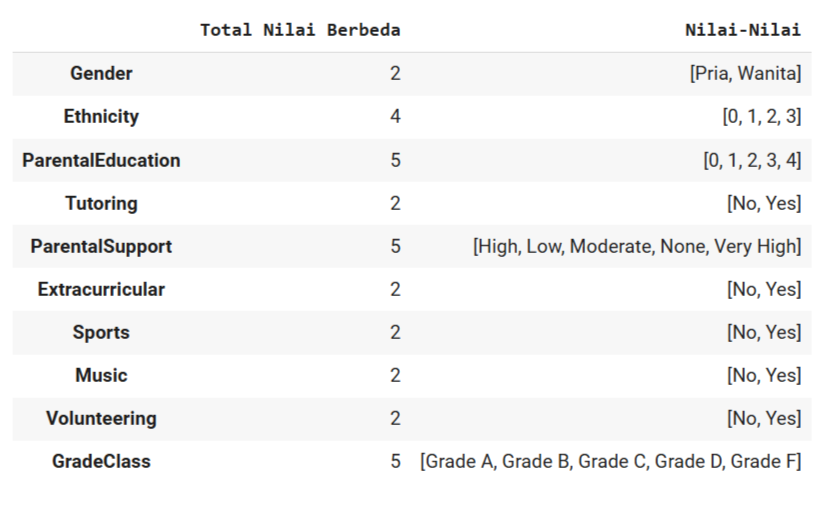 Total Nilai Berbeda Nilai-Nilai
Gender 2 [Pria, Wanita]
Ethnicity 4 [0, 1, 2, 3]
ParentalEducation 5 [0, 1, 2, 3, 4]
Tutoring 2 [No, Yes]
ParentalSupport 5 [High, Low, Moderate, None, Very High]
Extracurricular 2 [No, Yes]
Sports 2 [No, Yes]
Music 2 [No, Yes]
Volunteering 2 [No, Yes]
GradeClass 5 [Grade A, Grade B, Grade C, Grade D, Grade F]